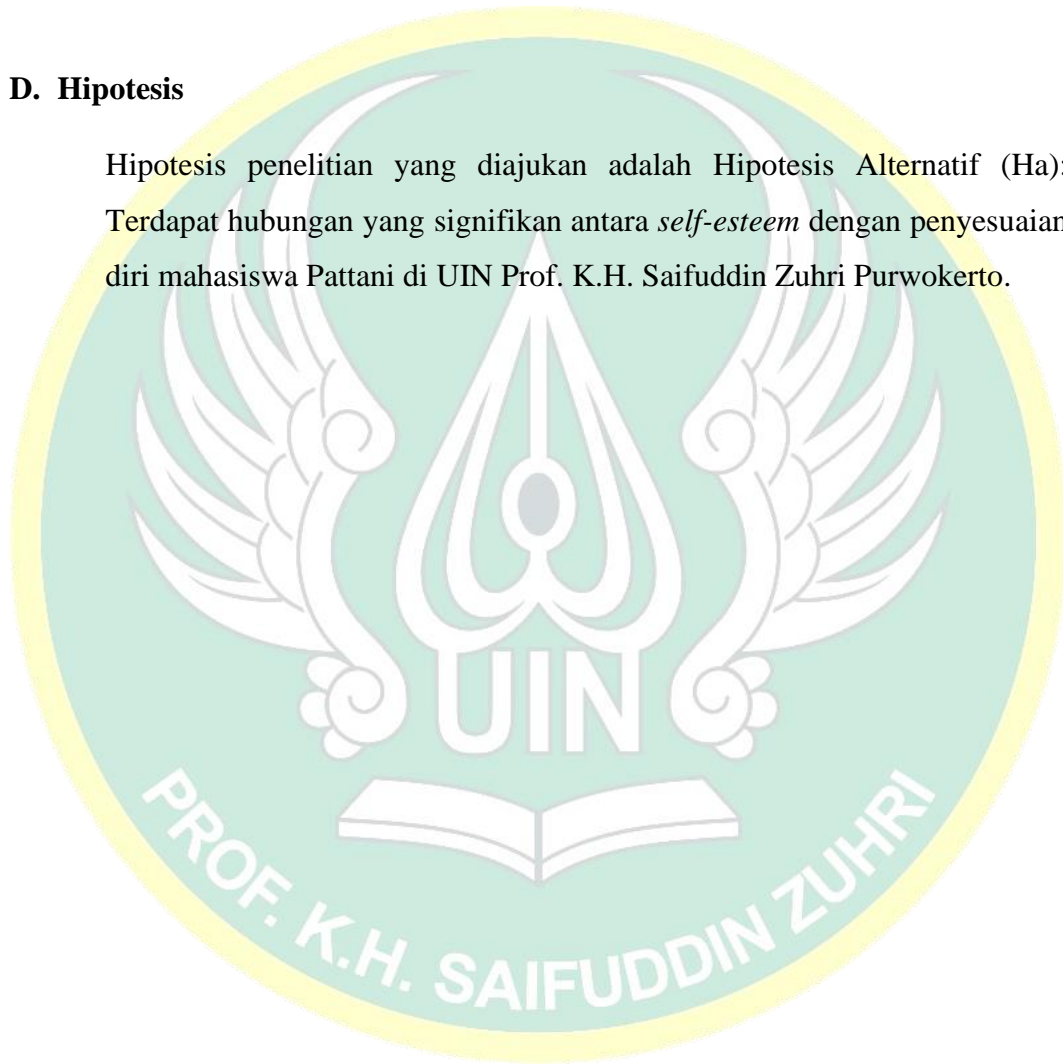 D. Hipotesis
Hipotesis penelitian yang diajukan adalah Hipotesis Alternatif (Ha):
Terdapat hubungan yang signifikan antara self-esteem dengan penyesuaian
diri mahasiswa Pattani di UIN Prof. K.H. Saifuddin Zuhri Purwokerto.
UIN
PROF. K.H. SAIFUDDIN ZUHRI